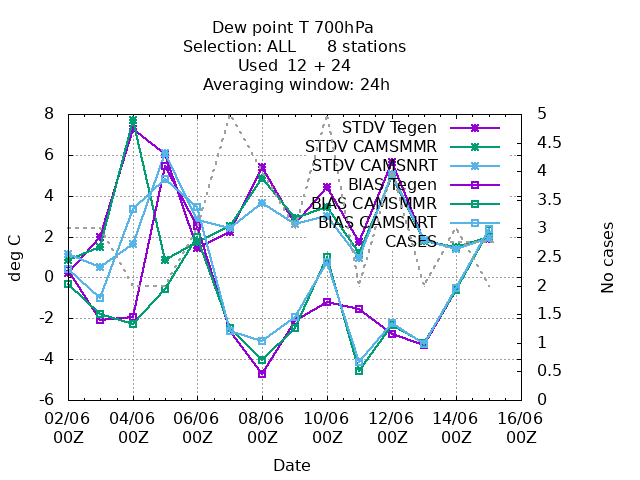 Dew point T 700hPa
Selection: ALL      8 stations
Used  12 + 24
Averaging window: 24h
8
6
4
2
0
-2
-4
-6
deg C
5
4.5
4
3.5
3
2.5
2
1.5
1
0.5
0
No cases
STDV Tegen
STDV CAMSMMR
STDV CAMSNRT
BIAS Tegen
BIAS CAMSMMR
BIAS CAMSNRT
CASES
02/06 04/06 06/06 08/06 10/06 12/06 14/06 16/06
00Z 00Z 00Z 00Z 00Z 00Z 00Z 00Z
Date